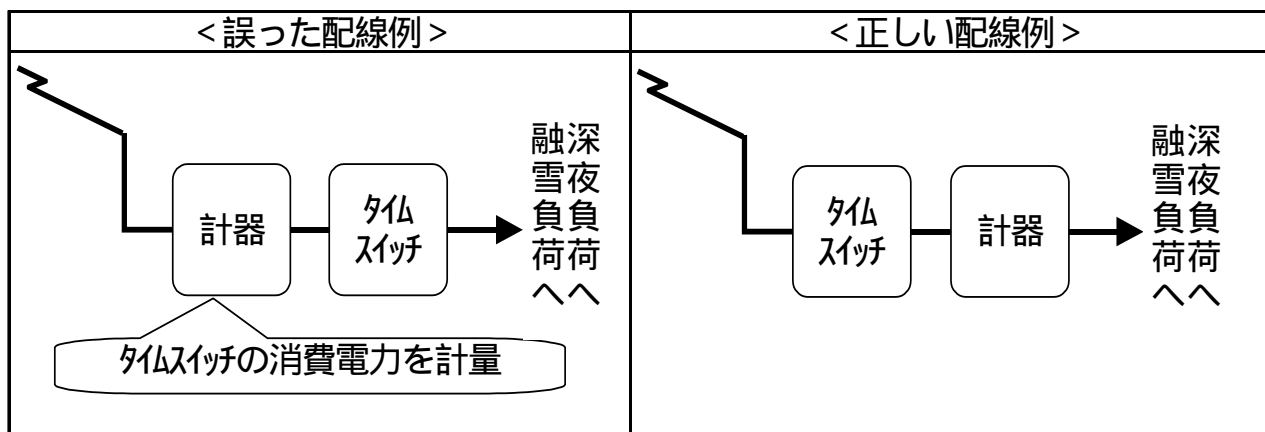 <誤った配線例>
計器
ﾀｲﾑ
ｽｲｯﾁ
深夜負荷へ
融雪負荷へ
ﾀｲﾑｽｲｯﾁの消費電力を計量
<正しい配線例>
ﾀｲﾑ
ｽｲｯﾁ
計器
深夜負荷へ
融雪負荷へ